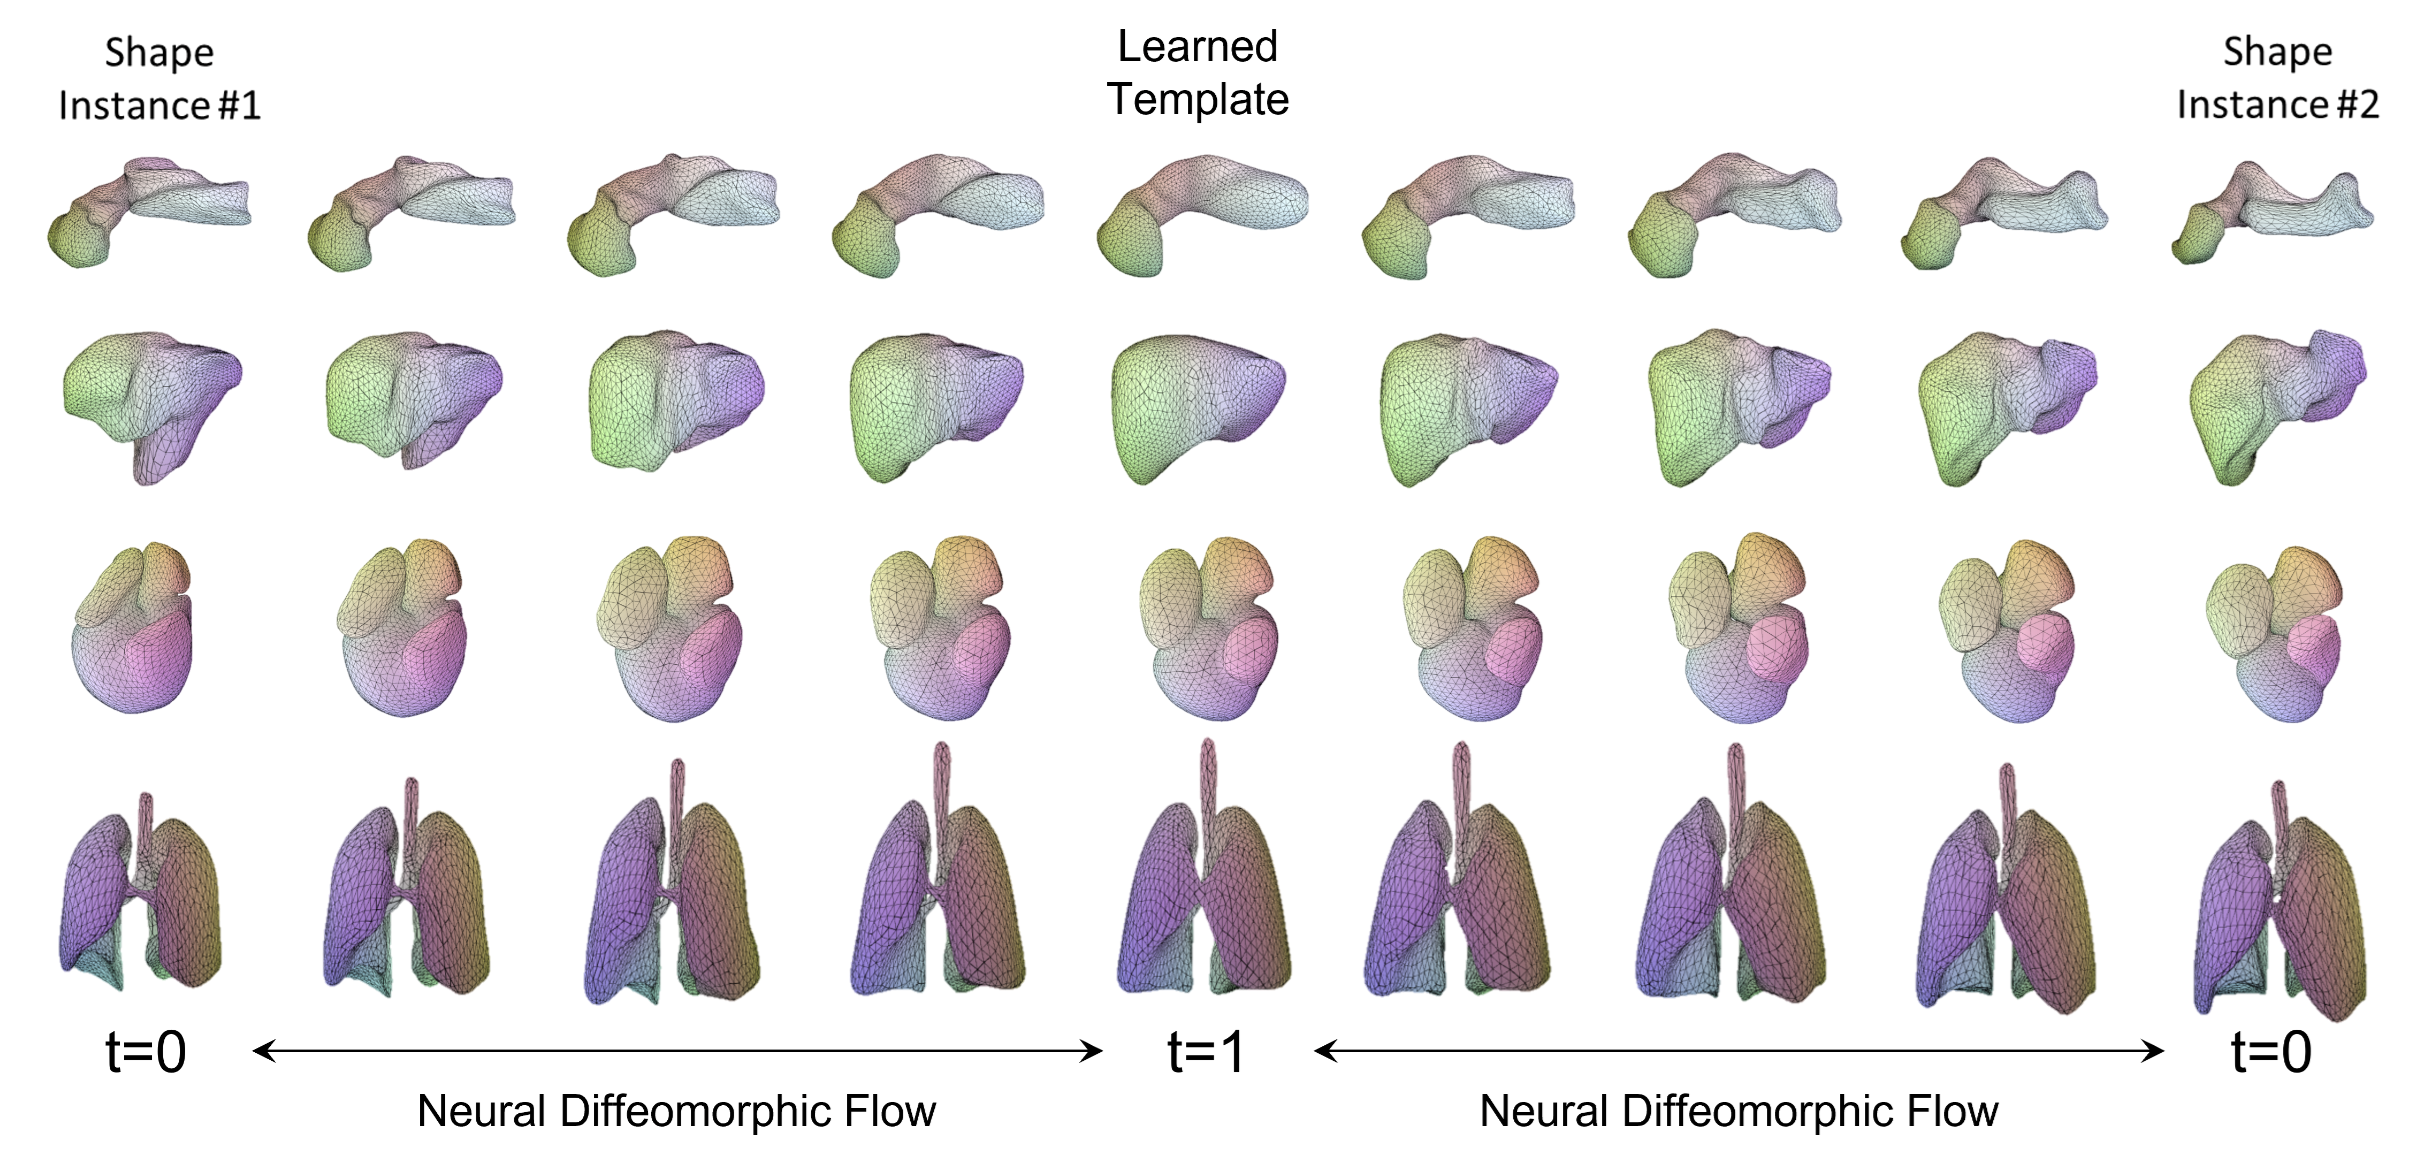 Shape
Instance #1
Learned
Template
Shape
Instance #2
t=0
t=1
t=0
Neural Diffeomorphic Flow
Neural Diffeomorphic Flow